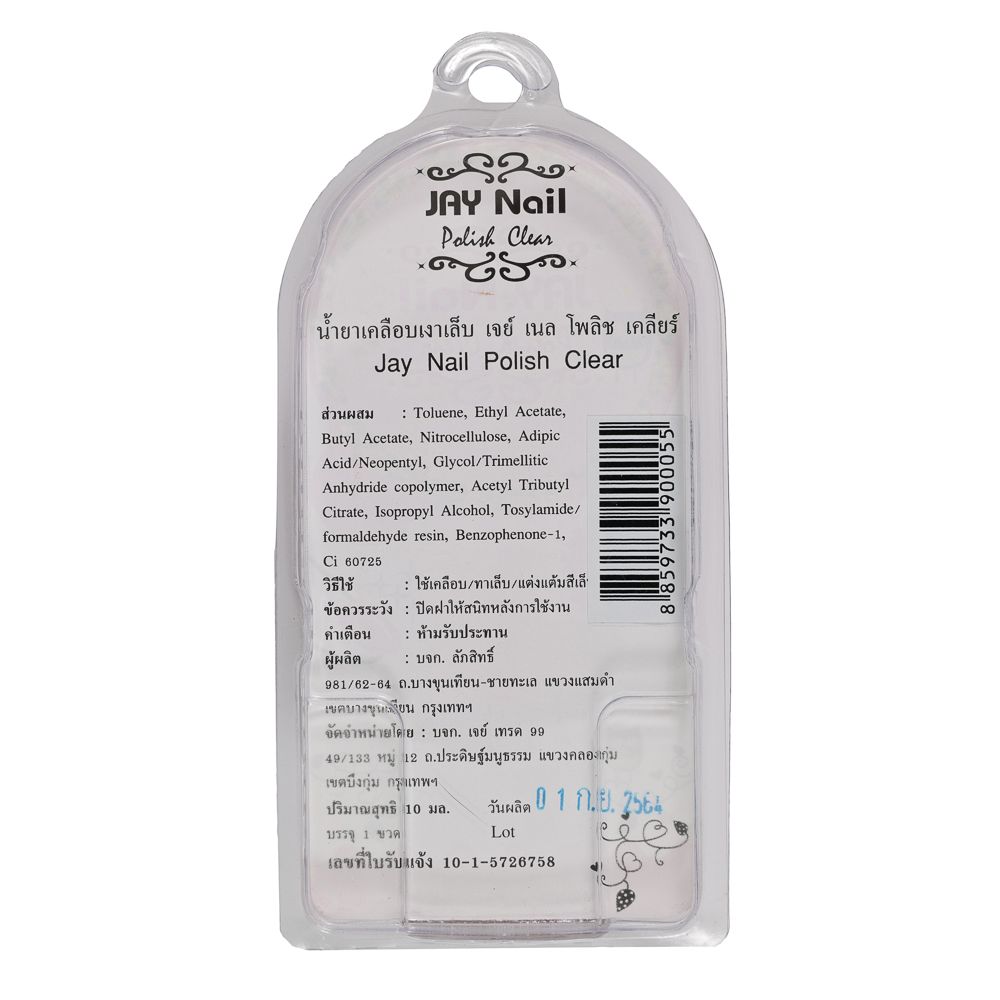 JAY Nail
Polish Clear
น้ำยาเคลือบเงาเล็บ เจย์ เนล โพลิช เคลียร์
Jay Nail Polish Clear
ส่วนผสม : Toluene, Ethyl Acetate,
Butyl Acetate, Nitrocellulose, Adipic
Acid/Neopentyl, Glycol/Trimellitic
Anhydride copolymer, Acetyl Tributyl
Citrate, Isopropyl Alcohol, Tosylamide/
formaldehyde resin, Benzophenone-1,
Ci 60725
วิธีใช้ : ใช้เคลือบ/ทาเล็บ/แต่งแต้มสีเล็
ข้อควรระวัง : ปิดฝาให้สนิทหลังการใช้งาน
คำเตือน : ห้ามรับประทาน
ผู้ผลิต : บจก. ลัภสิทธิ์
981/62-64 ถ.บางขุนเทียน-ชายทะเล แขวงแสมดำ
เขตบางขุนเทียน กรุงเทพฯ
จัดจำหน่ายโดย : บจก. เจย์ เทรด 99
49/133 หมู่ 12 ถ.ประดิษฐ์มนูธรรม แขวงคลองกุ่ม
เขตบึงกุ่ม กรุงเทพฯ
ปริมาณสุทธิ 10 มล. วันผลิต 01 ก.ย. 2564
บรรจุ 1 ขวด Lot
เลขที่ใบรับแจ้ง 10-1-5726758
8 859733 900055